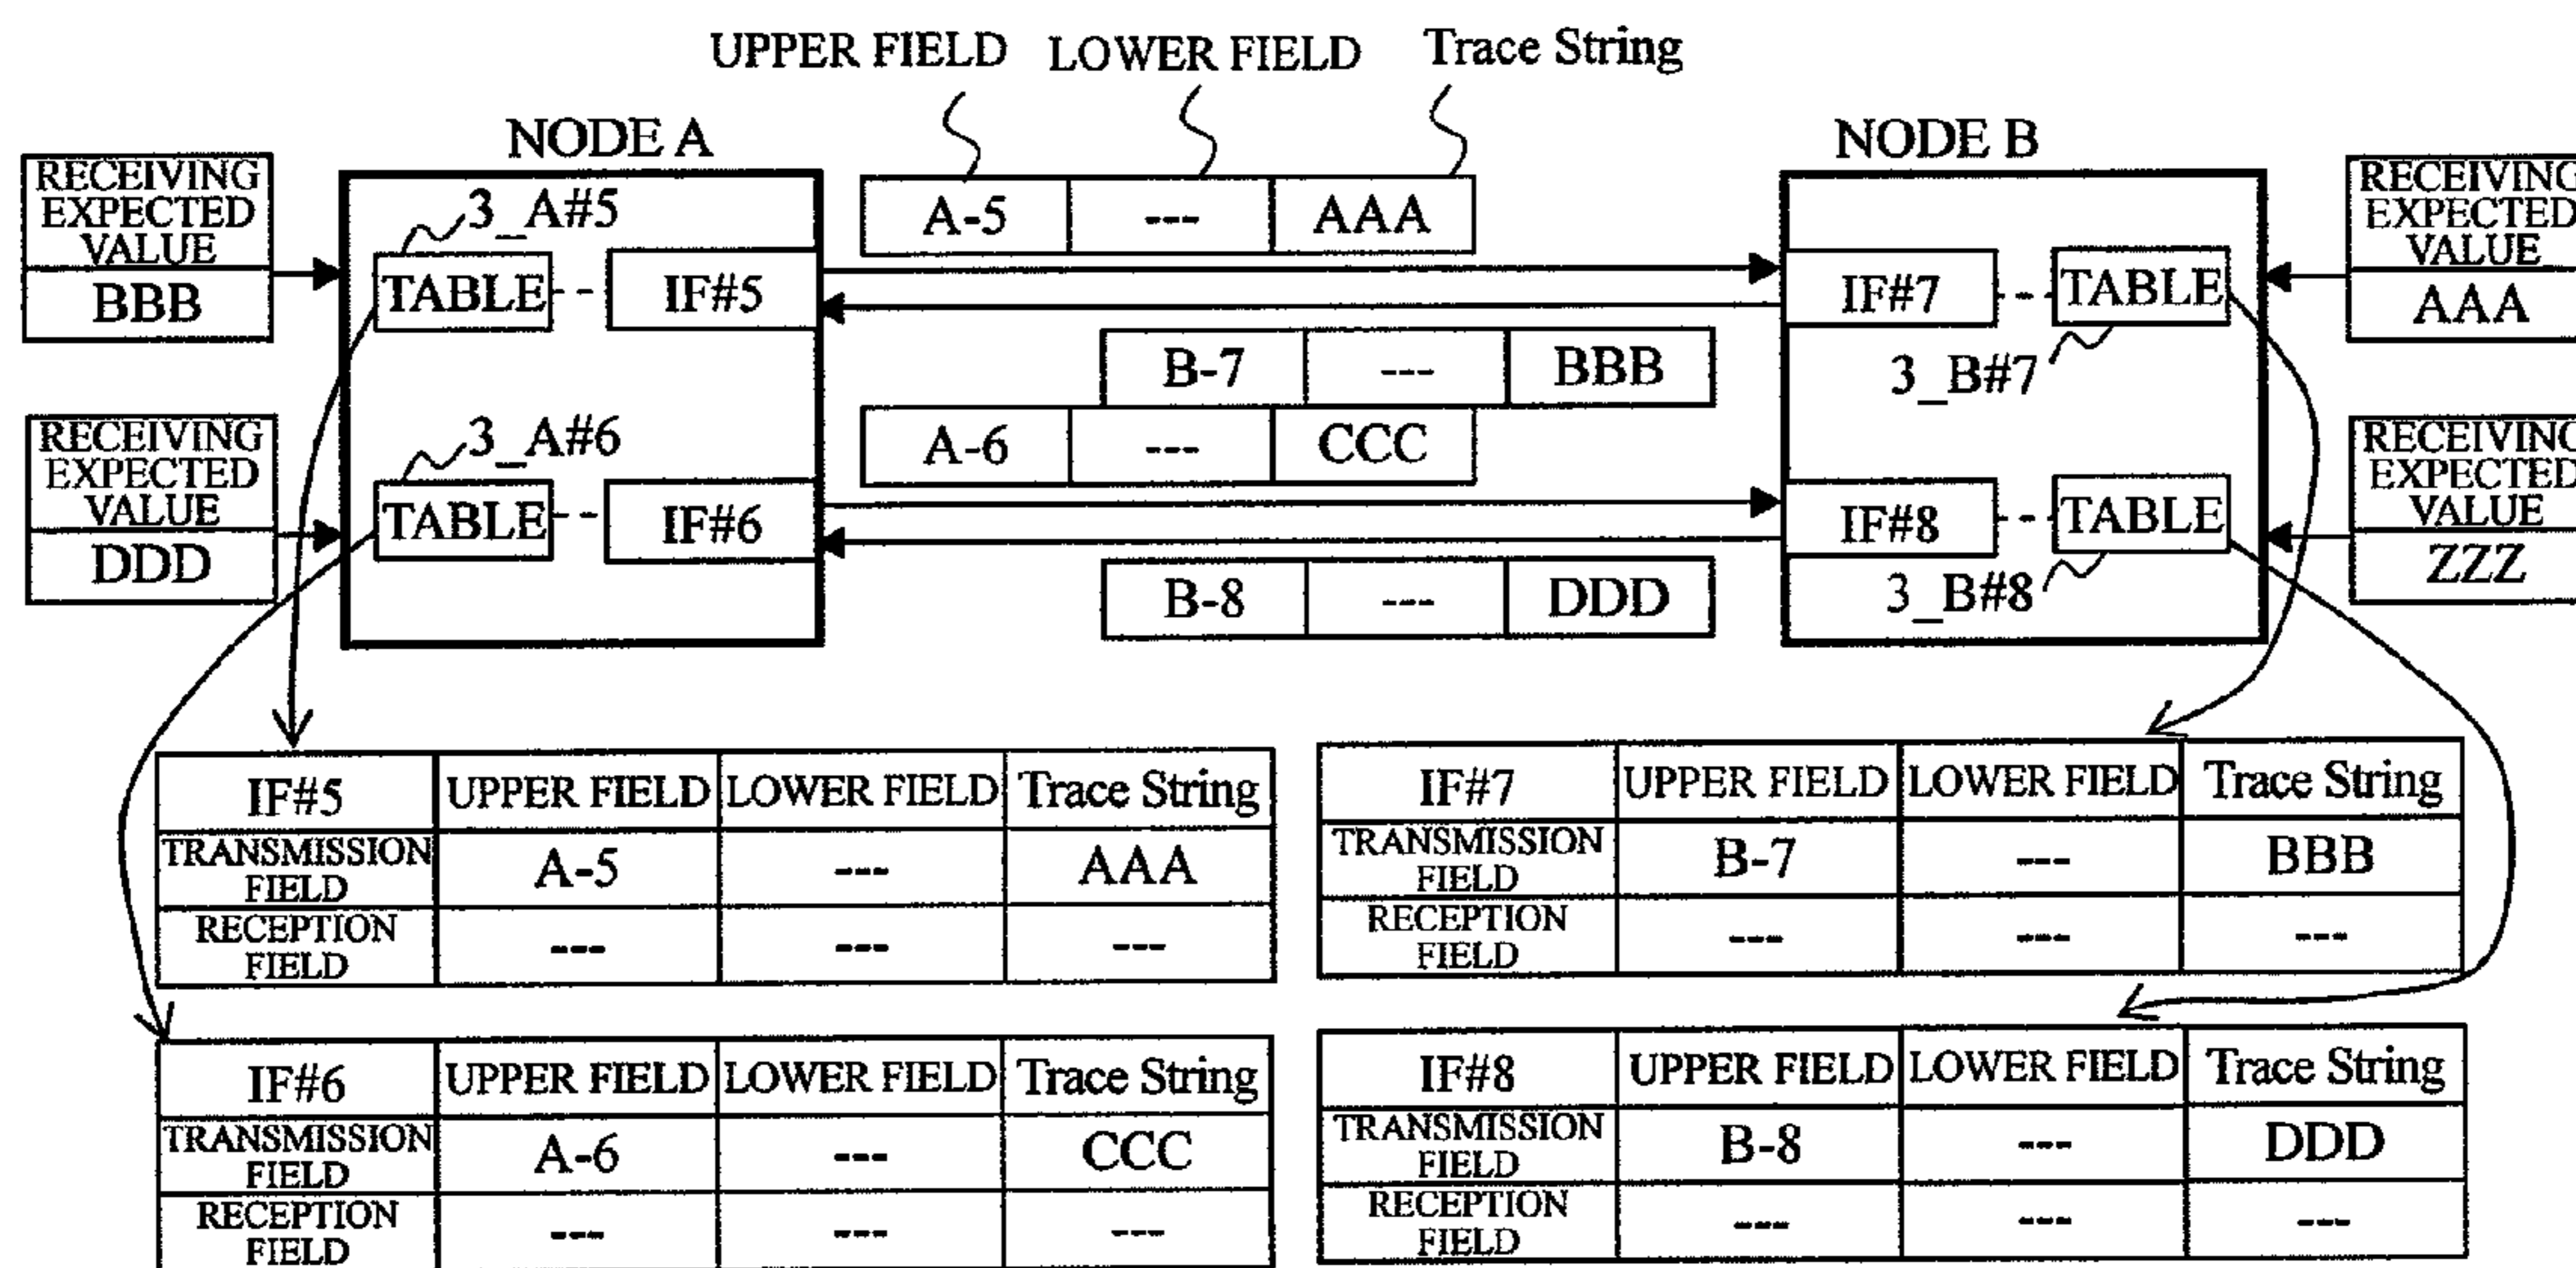 UPPER FIELD LOWER FIELD Trace String
NODE A
NODE B
RECEIVING
EXPECTED
VALUE
BBB
3_A#5
TABLE
IF#5
A-5 --- AAA
IF#7
TABLE
3_B#7
RECEIVING
EXPECTED
VALUE
AAA
B-7 --- BBB
A-6 --- CCC
RECEIVING
EXPECTED
VALUE
DDD
3_A#6
TABLE
IF#6
IF#8
TABLE
3_B#8
RECEIVING
EXPECTED
VALUE
ZZZ
B-8 --- DDD
IF#5 UPPER FIELD LOWER FIELD Trace String
TRANSMISSION
FIELD
A-5 --- AAA
RECEPTION
FIELD
--- --- ---
IF#7 UPPER FIELD LOWER FIELD Trace String
TRANSMISSION
FIELD
B-7 --- BBB
RECEPTION
FIELD
--- --- ---
IF#6 UPPER FIELD LOWER FIELD Trace String
TRANSMISSION
FIELD
A-6 --- CCC
RECEPTION
FIELD
--- --- ---
IF#8 UPPER FIELD LOWER FIELD Trace String
TRANSMISSION
FIELD
B-8 --- DDD
RECEPTION
FIELD
--- --- ---